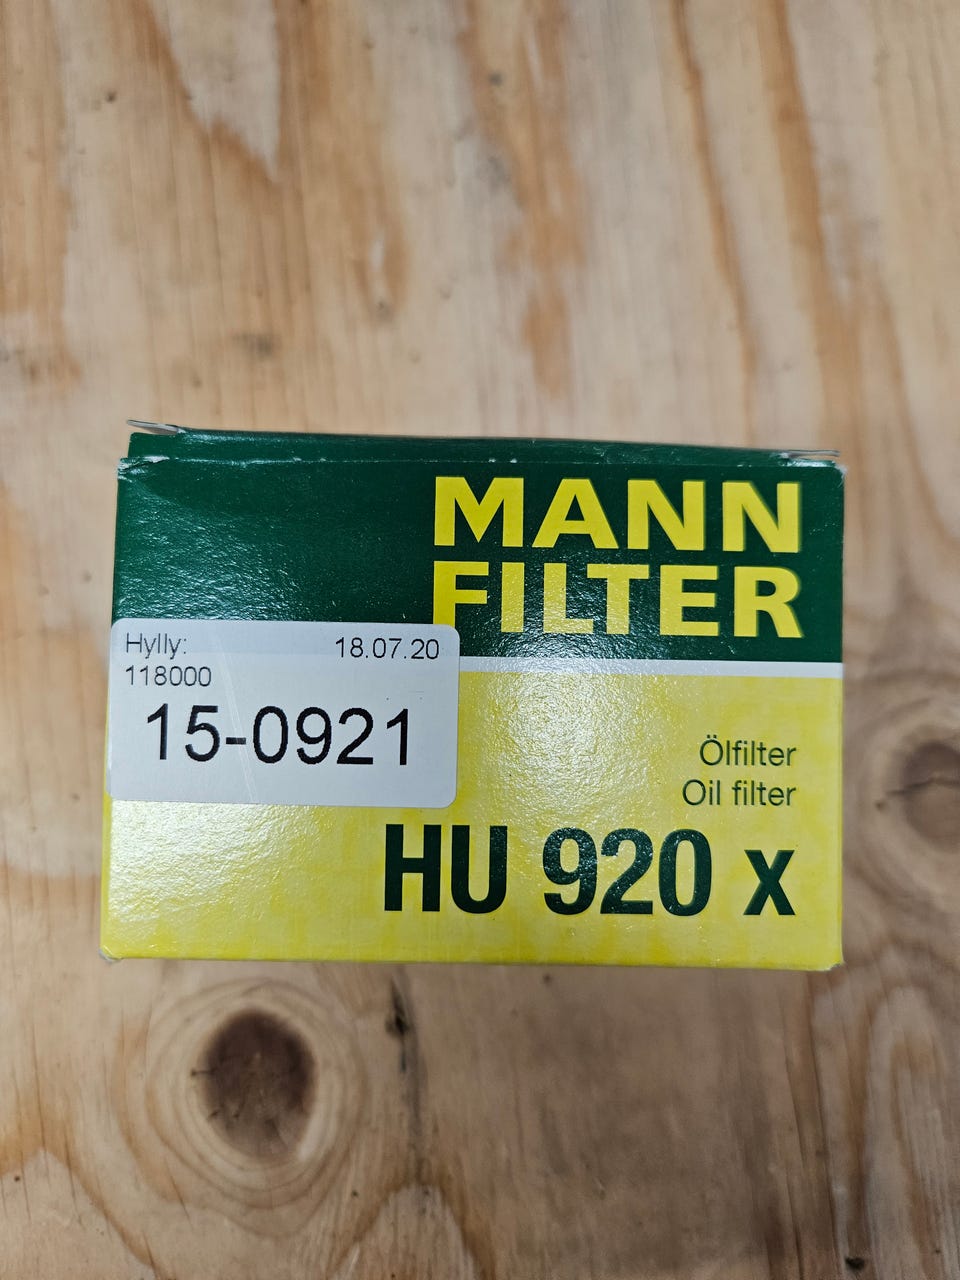 MANN
FILTER
Hylly: 18.07.20
118000
15-0921
Ölfilter
Oil filter
HU 920 x